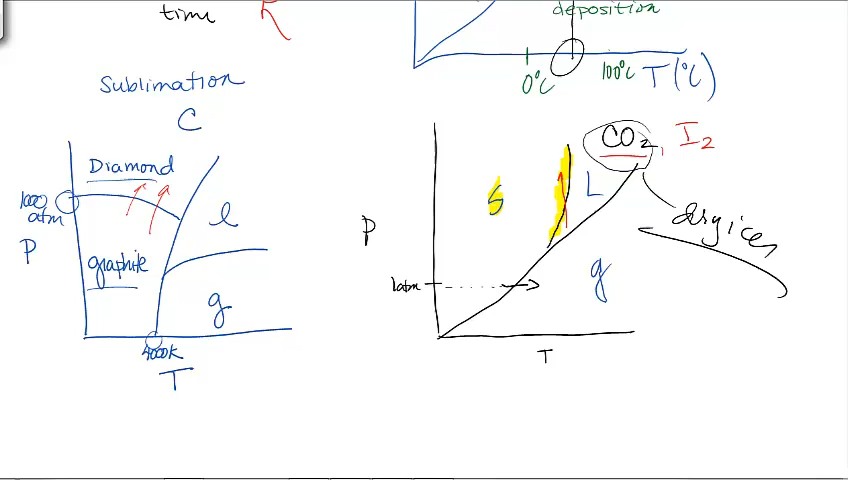 time
deposition
0°C
100°C
T (°C)
Sublimation
C
Diamond
1000
atm
P
graphite
l
g
4000K
T
CO2, I2
S
L
P
dry ice,
1atm
g
T